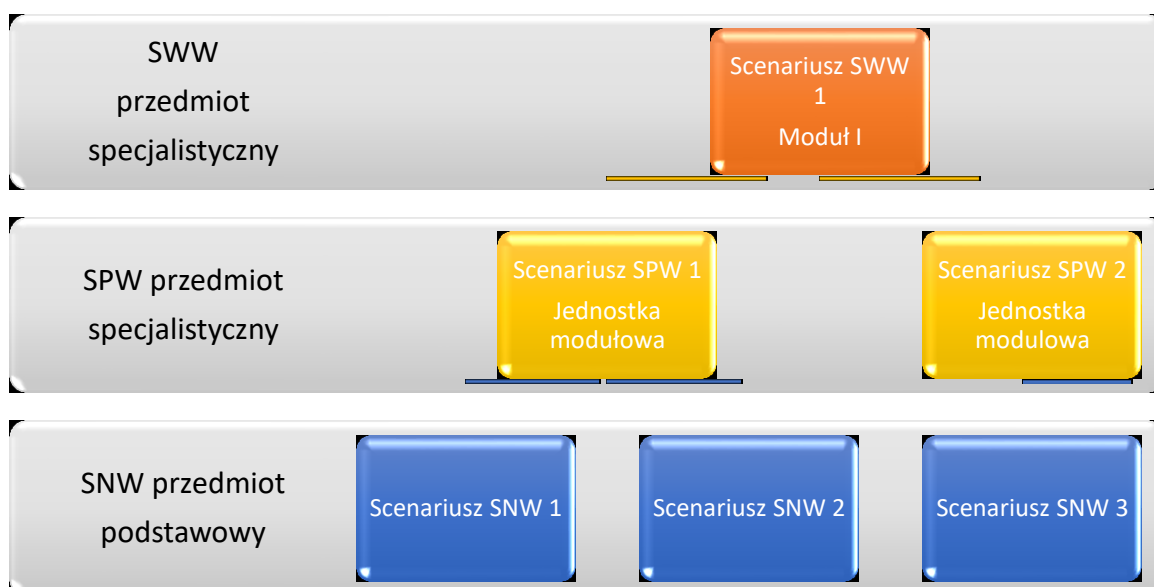 SWW
przedmiot
specjalistyczny
Scenariusz SWW
1
Moduł I
SPW przedmiot
specjalistyczny
Scenariusz SPW 1
Jednostka
modułowa
Scenariusz SPW 2
Jednostka
modulowa
SNW przedmiot
podstawowy
Scenariusz SNW 1
Scenariusz SNW 2
Scenariusz SNW 3